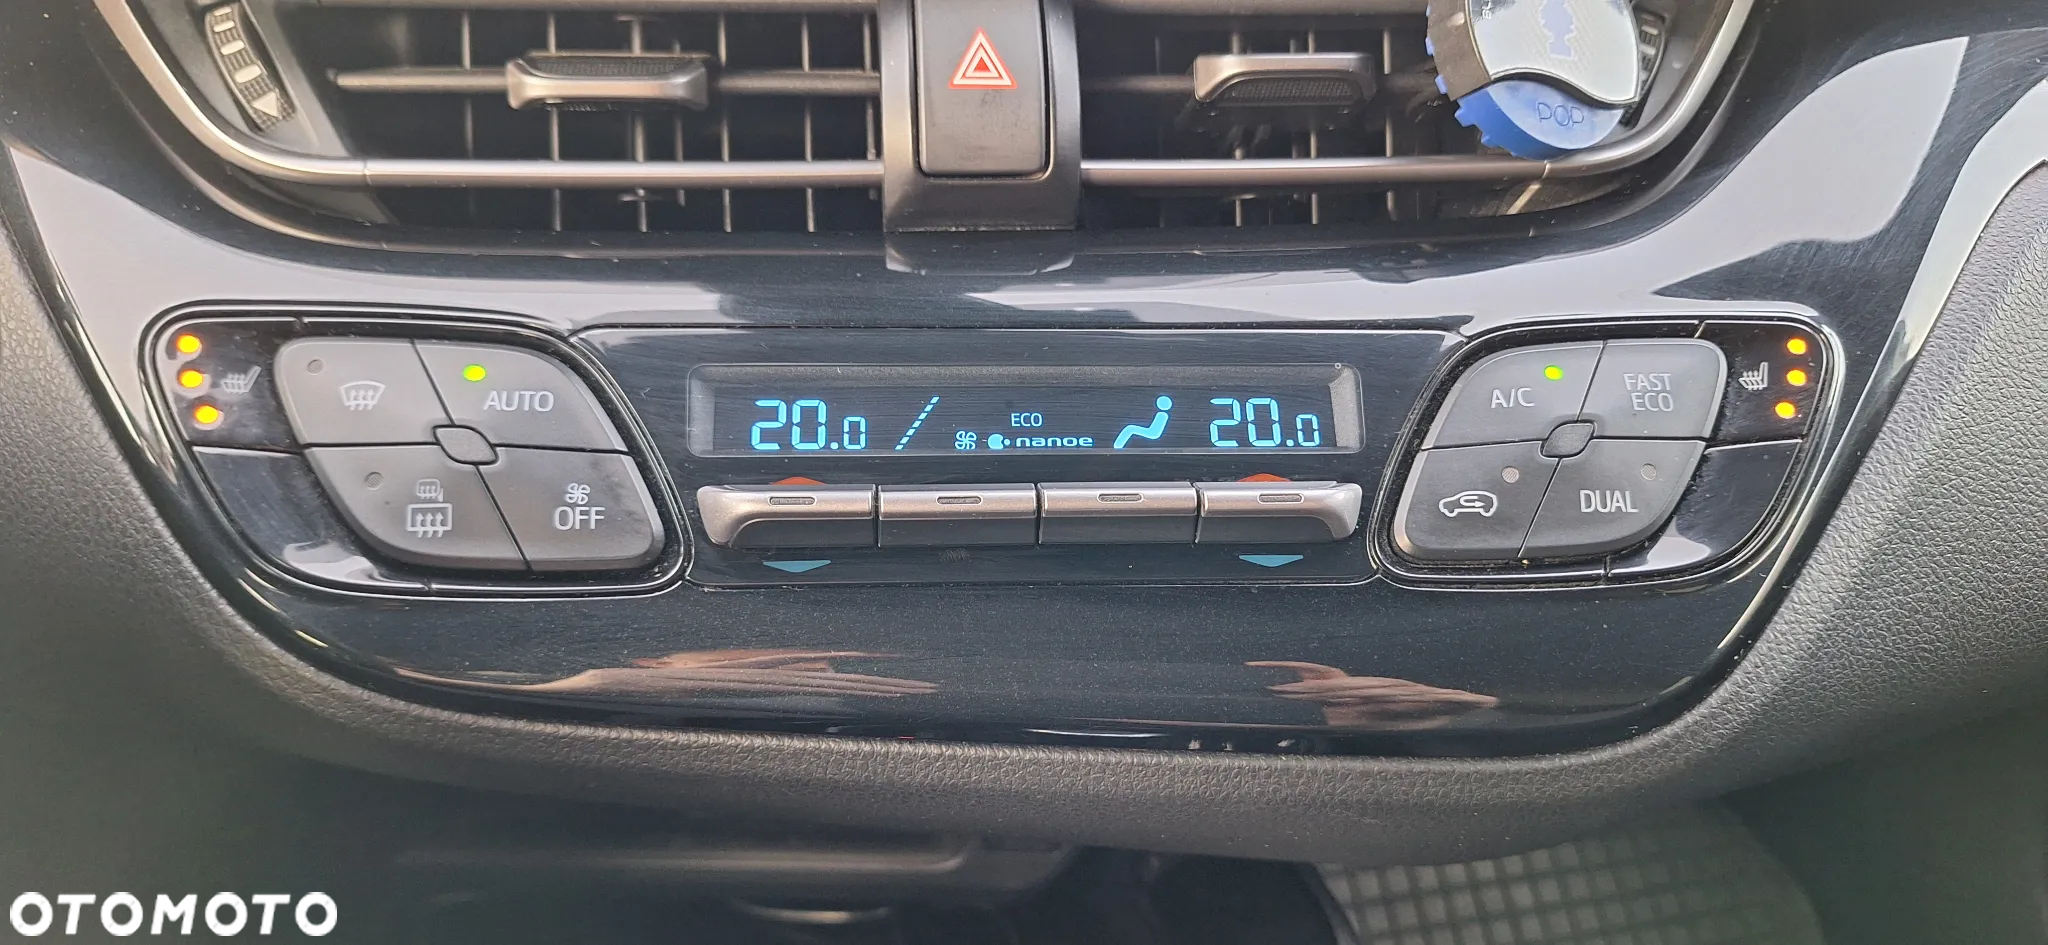 POP
AUTO
OFF
20.0
ECO
nanoe
20.0
A/C
FAST
ECO
DUAL
OTOMOTO